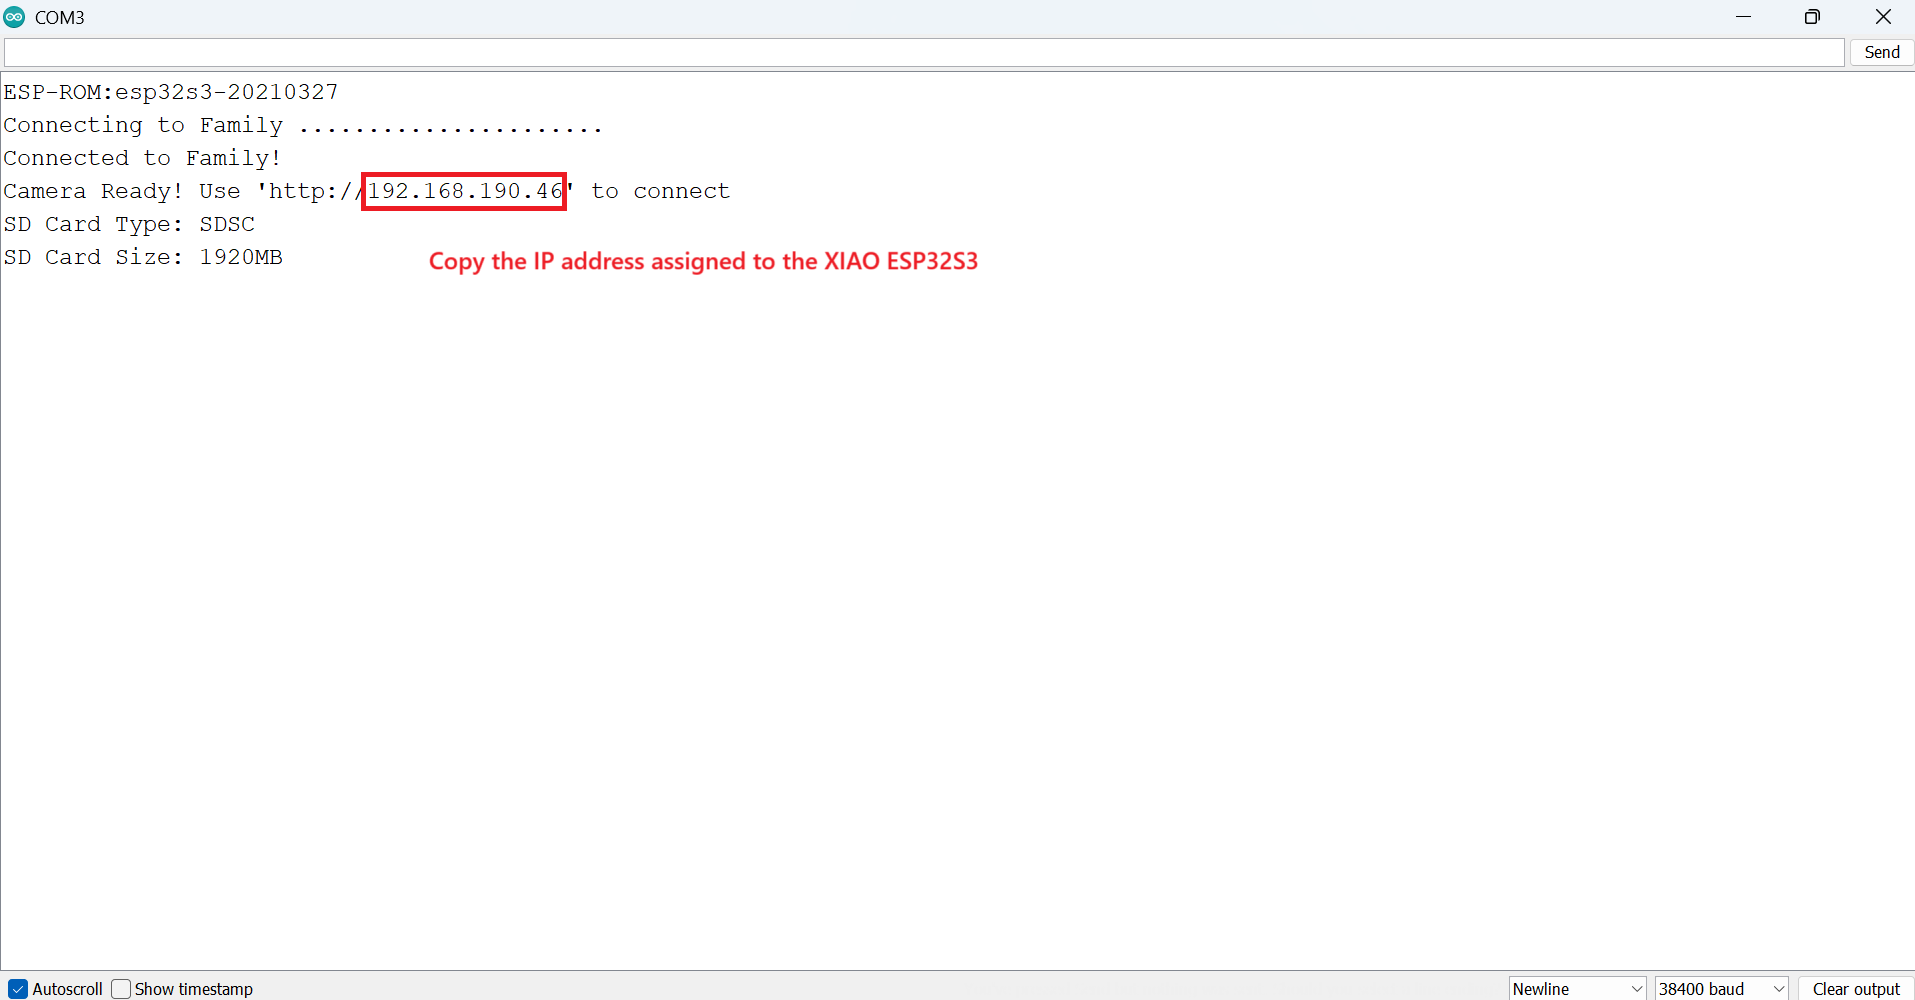 COM3
Send
ESP-ROM:esp32s3-20210327
Connecting to Family ......................
Connected to Family!
Camera Ready! Use 'http://192.168.190.46' to connect
SD Card Type: SDSC
SD Card Size: 1920MB
Copy the IP address assigned to the XIAO ESP32S3
Autoscroll Show timestamp Newline 38400 baud Clear output